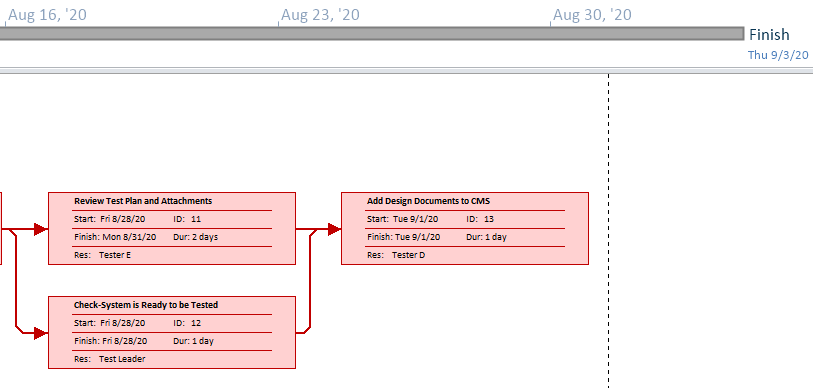 Aug 16, '20 Aug 23, '20 Aug 30, '20
Finish
Thu 9/3/20
Review Test Plan and Attachments
Start: Fri 8/28/20 ID: 11
Finish: Mon 8/31/20 Dur: 2 days
Res: Tester E
Add Design Documents to CMS
Start: Tue 9/1/20 ID: 13
Finish: Tue 9/1/20 Dur: 1 day
Res: Tester D
Check-System is Ready to be Tested
Start: Fri 8/28/20 ID: 12
Finish: Fri 8/28/20 Dur: 1 day
Res: Test Leader